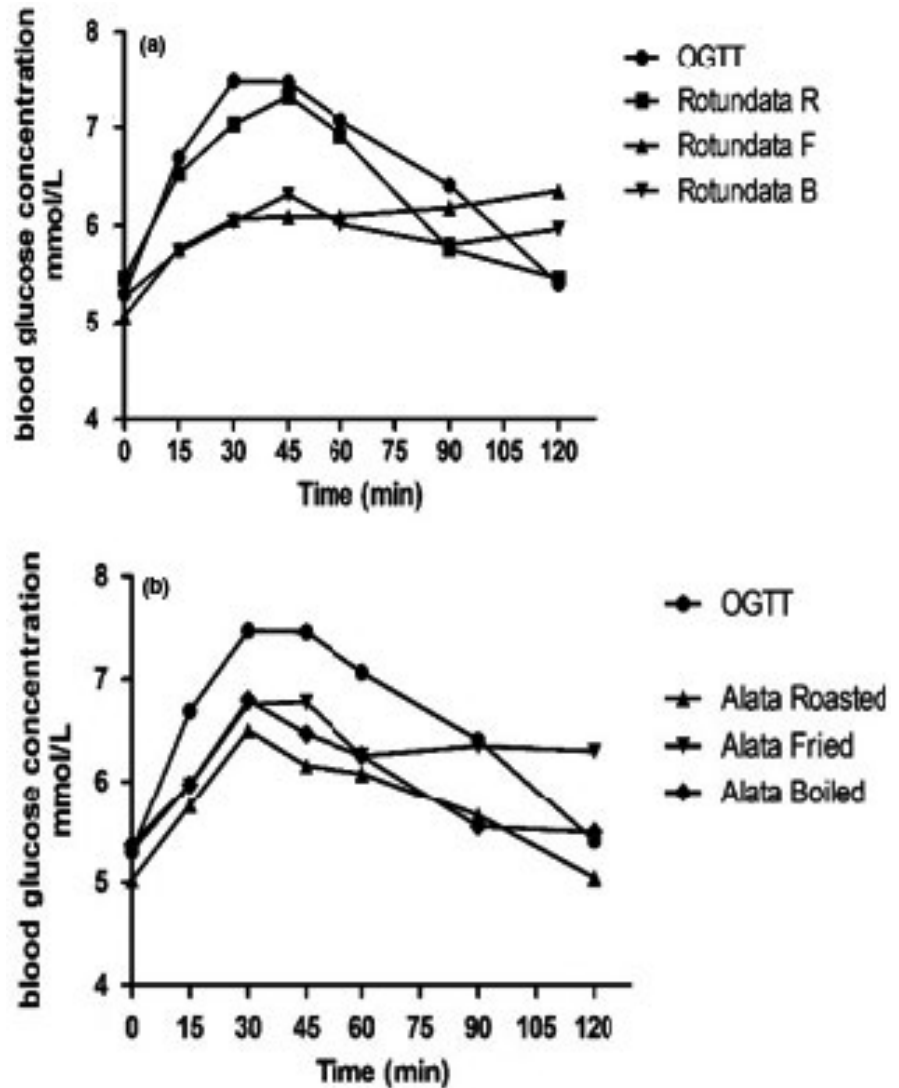 (a)
blood glucose concentration
mmol/L
8
7
6
5
4
0 15 30 45 60 75 90 105 120
Time (min)
OGTT
Rotundata R
Rotundata F
Rotundata B
(b)
blood glucose concentration
mmol/L
8
7
6
5
4
0 15 30 45 60 75 90 105 120
Time (min)
OGTT
Alata Roasted
Alata Fried
Alata Boiled